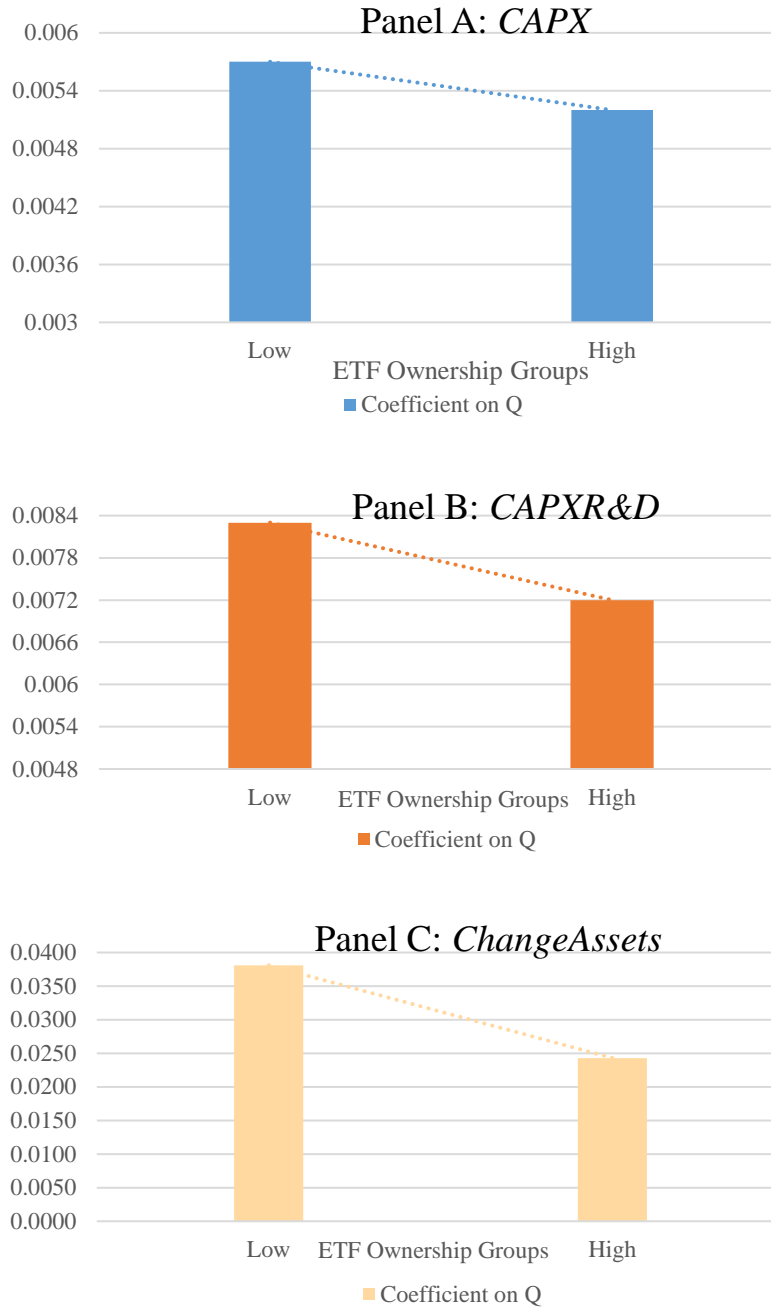 Panel A: CAPX
0.006
0.0054
0.0048
0.0042
0.0036
0.003
Low High
ETF Ownership Groups
Coefficient on Q
Panel B: CAPXR&D
0.0084
0.0078
0.0072
0.0066
0.006
0.0054
0.0048
Low ETF Ownership Groups High
Coefficient on Q
Panel C: ChangeAssets
0.0400
0.0350
0.0300
0.0250
0.0200
0.0150
0.0100
0.0050
0.0000
Low ETF Ownership Groups High
Coefficient on Q